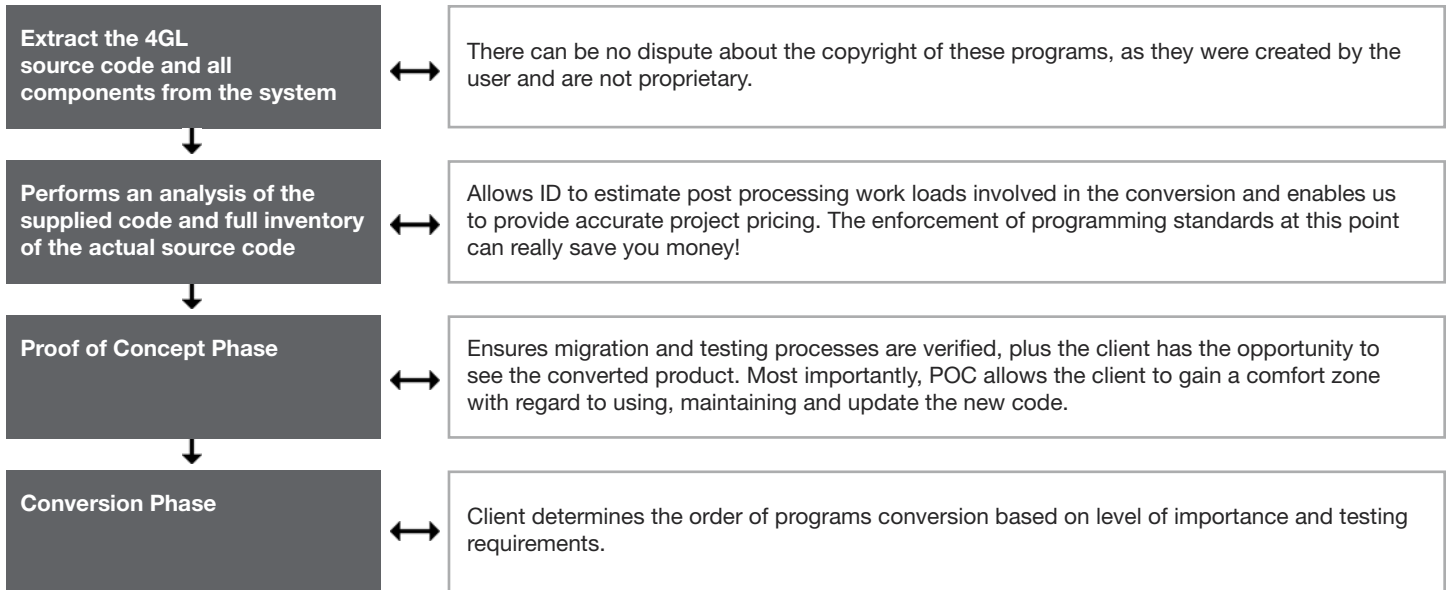 Extract the 4GL
source code and all
components from the system
There can be no dispute about the copyright of these programs, as they were created by the
user and are not proprietary.
Performs an analysis of the
supplied code and full inventory
of the actual source code
Allows ID to estimate post processing work loads involved in the conversion and enables us
to provide accurate project pricing. The enforcement of programming standards at this point
can really save you money!
Proof of Concept Phase
Ensures migration and testing processes are verified, plus the client has the opportunity to
see the converted product. Most importantly, POC allows the client to gain a comfort zone
with regard to using, maintaining and update the new code.
Conversion Phase
Client determines the order of programs conversion based on level of importance and testing
requirements.